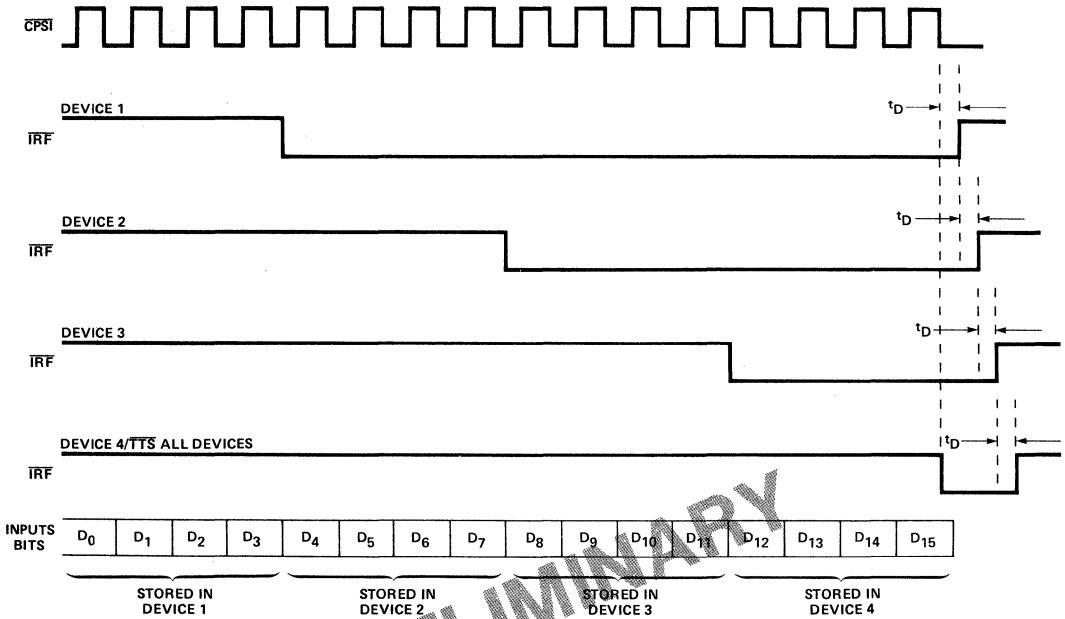 CPSI
DEVICE 1
tD
IRF
DEVICE 2
tD
IRF
DEVICE 3
tD
IRF
DEVICE 4/TTS ALL DEVICES
tD
IRF
INPUTS
BITS
D0 D1 D2 D3 D4 D5 D6 D7 D8 D9 D10 D11 D12 D13 D14 D15
STORED IN
DEVICE 1
STORED IN
DEVICE 2
STORED IN
DEVICE 3
STORED IN
DEVICE 4